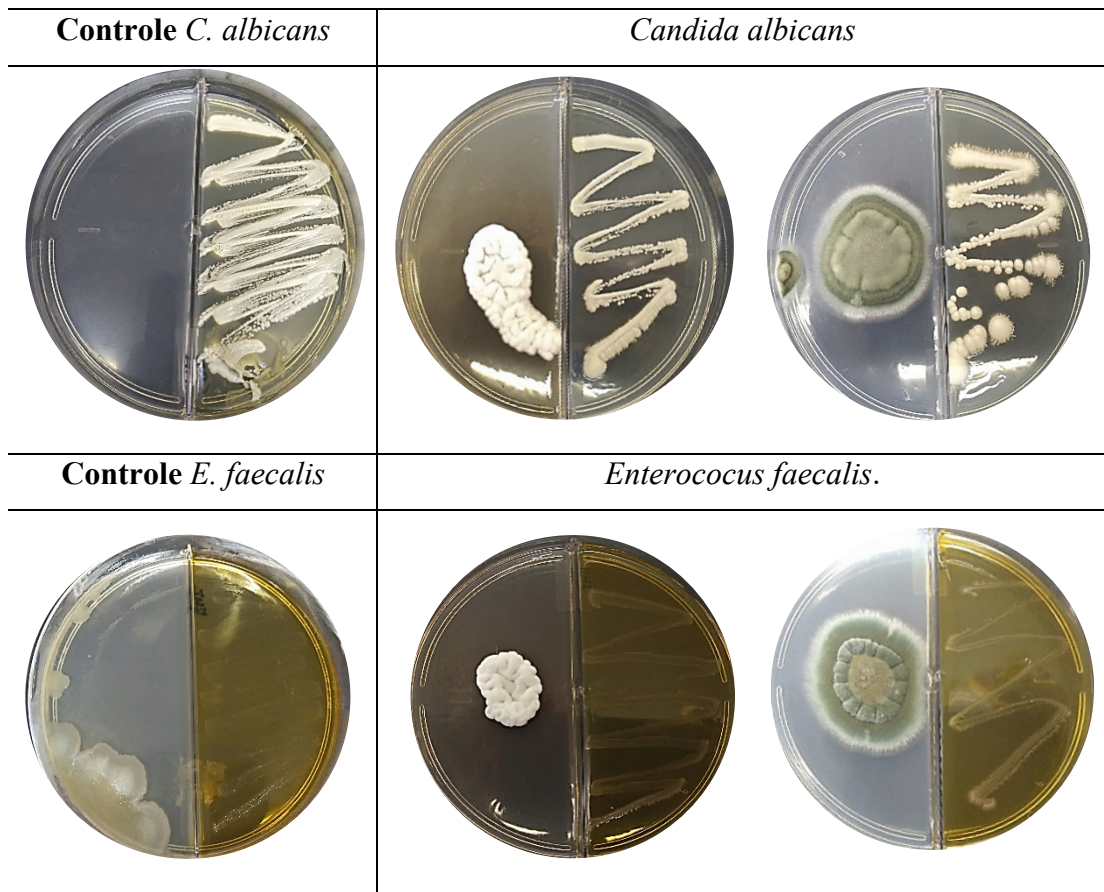 Controle C. albicans
Candida albicans
Controle E. faecalis
Enterococus faecalis.